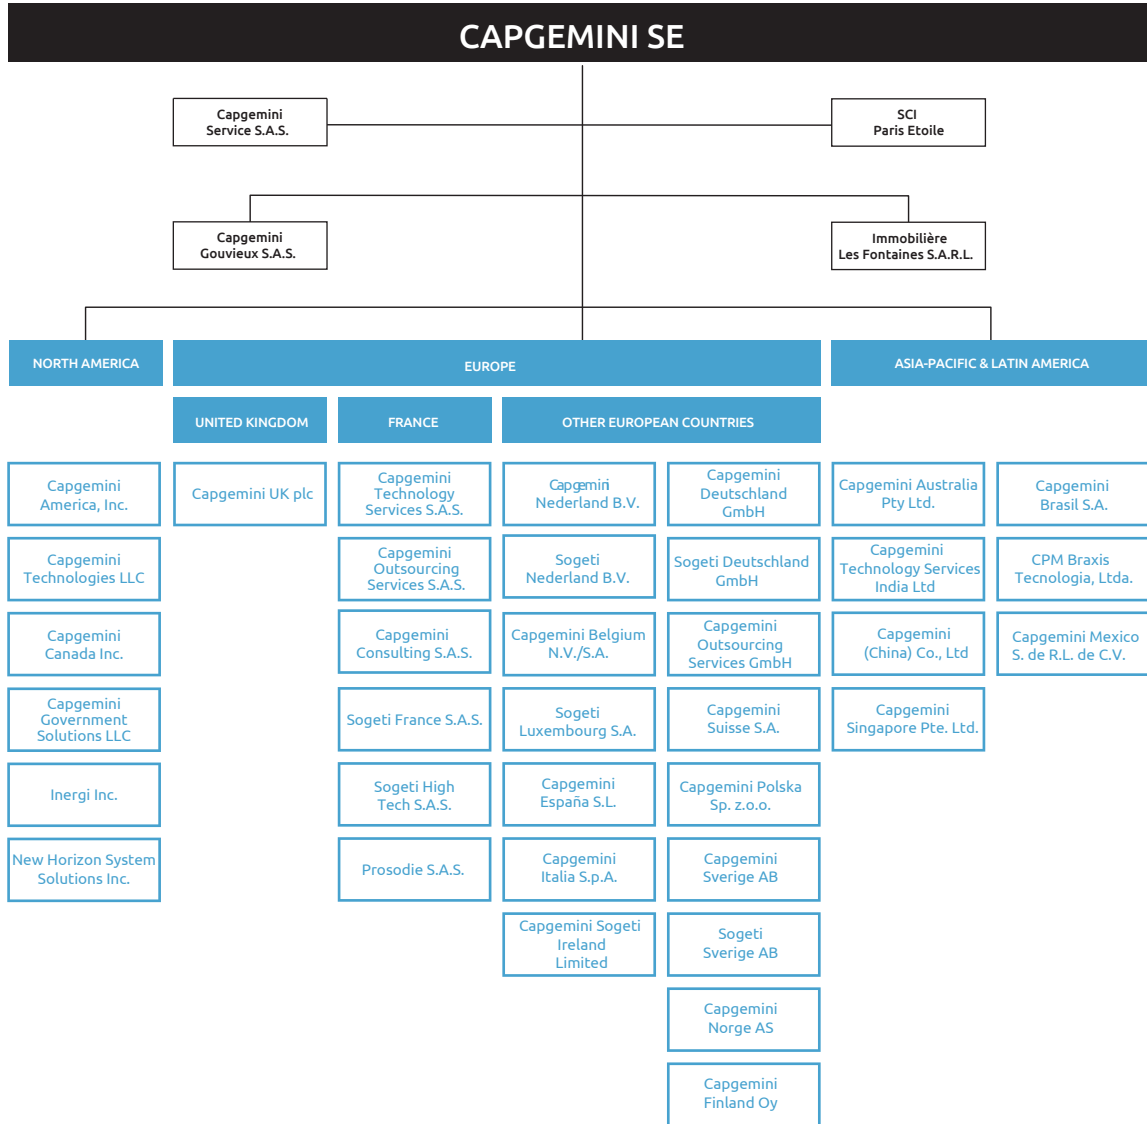 CAPGEMINI SE
Capgemini
Service S.A.S.
SCI
Paris Etoile
Capgemini
Gouvieux S.A.S.
Immobilière
Les Fontaines S.A.R.L.
NORTH AMERICA
EUROPE
ASIA-PACIFIC & LATIN AMERICA
UNITED KINGDOM
FRANCE
OTHER EUROPEAN COUNTRIES
Capgemini
America, Inc.
Capgemini
Technologies LLC
Capgemini
Canada Inc.
Capgemini
Government
Solutions LLC
Inergi Inc.
New Horizon System
Solutions Inc.
Capgemini UK plc
Capgemini
Technology
Services S.A.S.
Capgemini
Outsourcing
Services S.A.S.
Capgemini
Consulting S.A.S.
Sogeti France S.A.S.
Sogeti High
Tech S.A.S.
Prosodie S.A.S.
Capgemini
Nederland B.V.
Sogeti
Nederland B.V.
Capgemini Belgium
N.V./S.A.
Sogeti
Luxembourg S.A.
Capgemini
España S.L.
Capgemini
Italia S.p.A.
Capgemini Sogeti
Ireland
Limited
Capgemini
Deutschland
GmbH
Sogeti Deutschland
GmbH
Capgemini
Outsourcing
Services GmbH
Capgemini
Suisse S.A.
Capgemini Polska
Sp. z.o.o.
Capgemini
Sverige AB
Sogeti
Sverige AB
Capgemini
Norge AS
Capgemini
Finland Oy
Capgemini Australia
Pty Ltd.
Capgemini
Technology Services
India Ltd
Capgemini
(China) Co., Ltd
Capgemini
Singapore Pte. Ltd.
Capgemini
Brasil S.A.
CPM Braxis
Tecnologia, Ltda.
Capgemini Mexico
S. de R.L. de C.V.